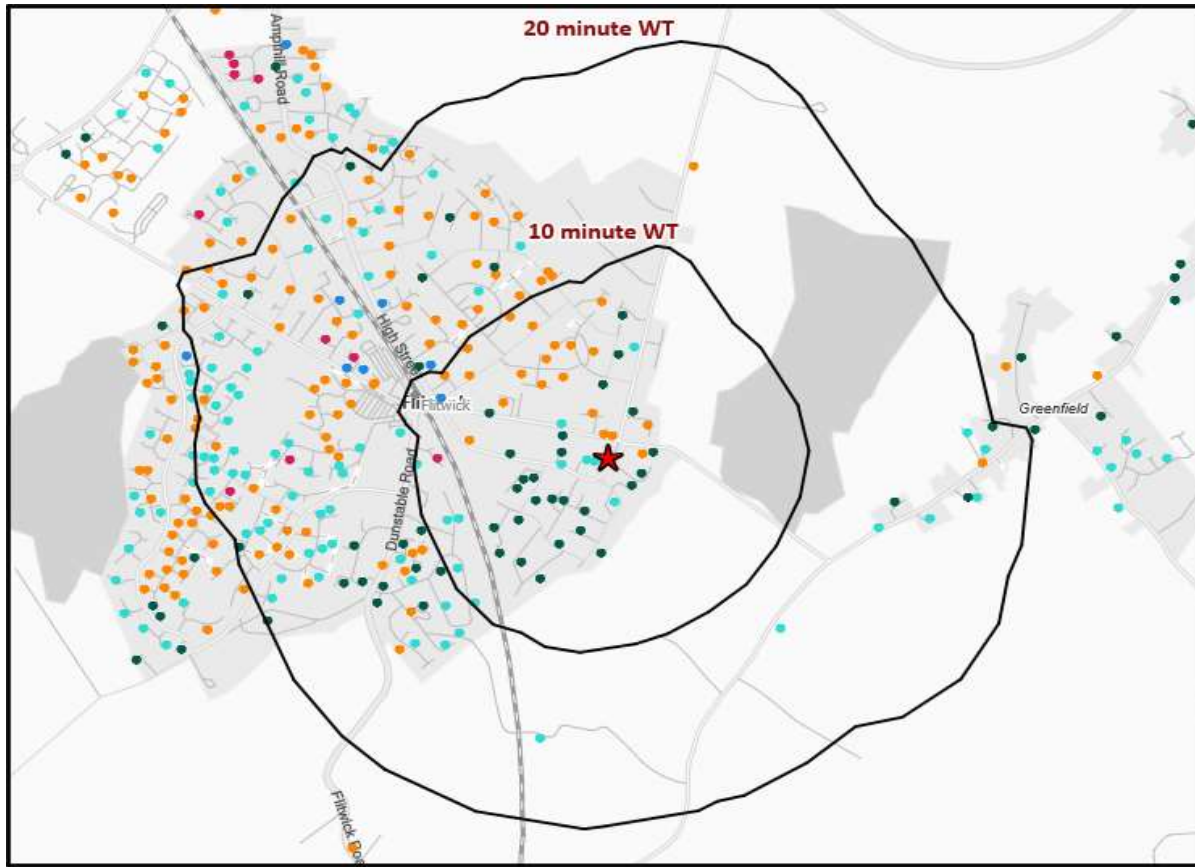 20 minute WT
Ampthill Road
10 minute WT
High Street
Flitwick
Greenfield
Dunstable Road